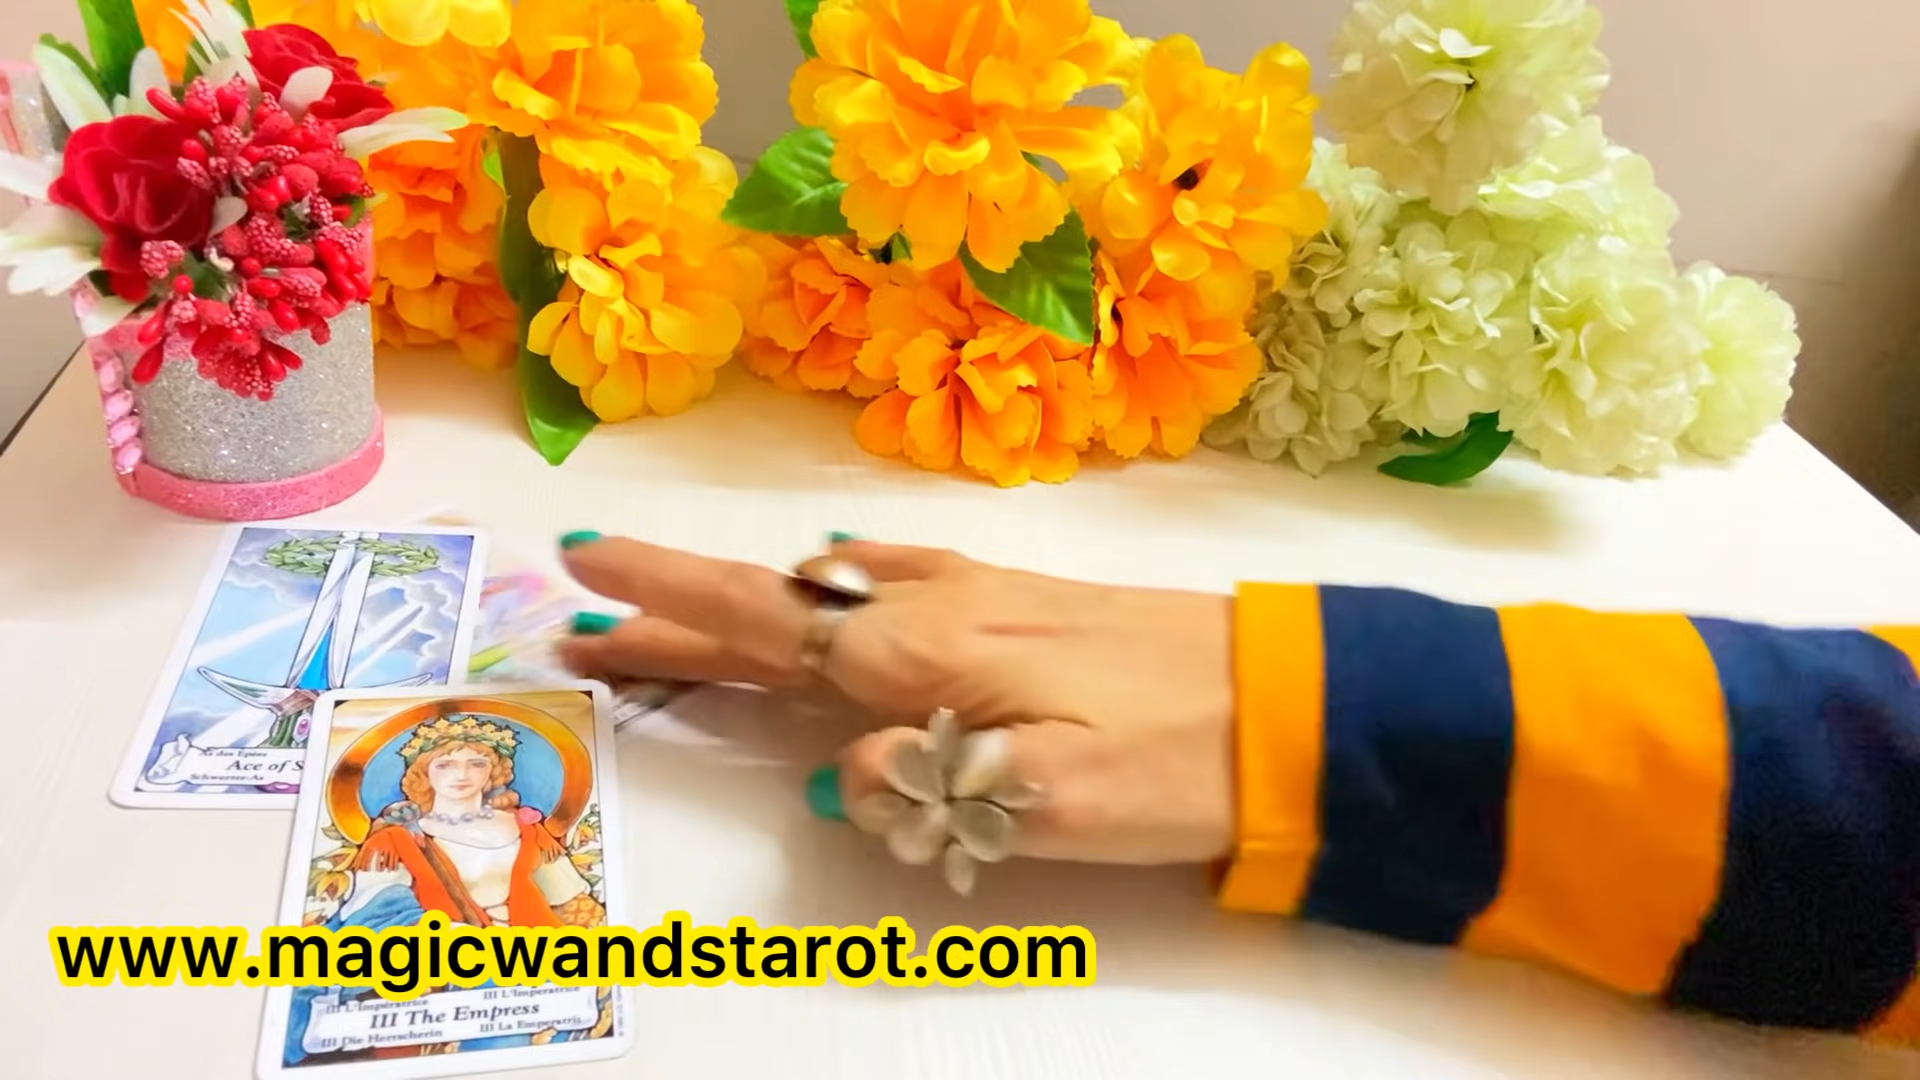 As des Epées
Ace of S
Schwerter-As
www.magicwandstarot.com
III L'Impératrice III L'Imperatrice
III The Empress
III Die Herrscherin III La Emperatriz